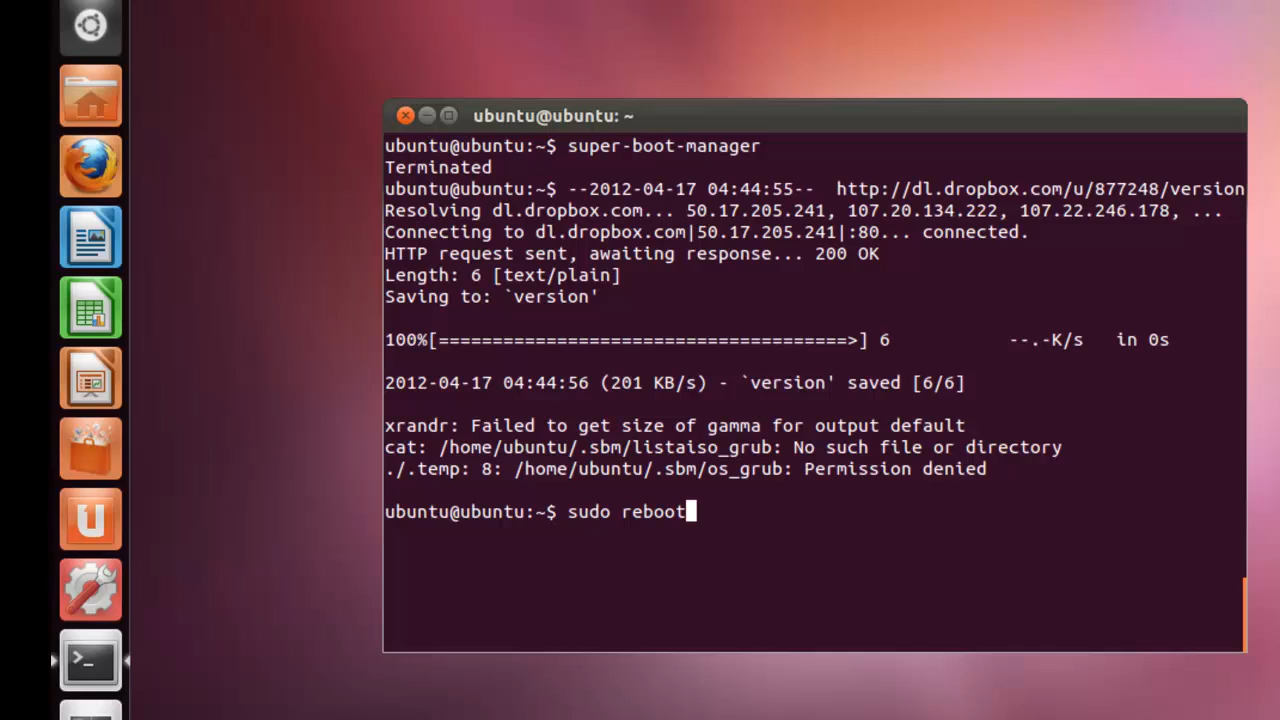 ubuntu@ubuntu: ~
ubuntu@ubuntu:~$ super-boot-manager
Terminated
ubuntu@ubuntu:~$ --2012-04-17 04:44:55--  http://dl.dropbox.com/u/877248/version
Resolving dl.dropbox.com... 50.17.205.241, 107.20.134.222, 107.22.246.178, ...
Connecting to dl.dropbox.com|50.17.205.241|:80... connected.
HTTP request sent, awaiting response... 200 OK
Length: 6 [text/plain]
Saving to: `version'
100%[======================================>] 6           --.-K/s   in 0s
2012-04-17 04:44:56 (201 KB/s) - `version' saved [6/6]
xrandr: Failed to get size of gamma for output default
cat: /home/ubuntu/.sbm/listaiso_grub: No such file or directory
./.temp: 8: /home/ubuntu/.sbm/os_grub: Permission denied
ubuntu@ubuntu:~$ sudo reboot